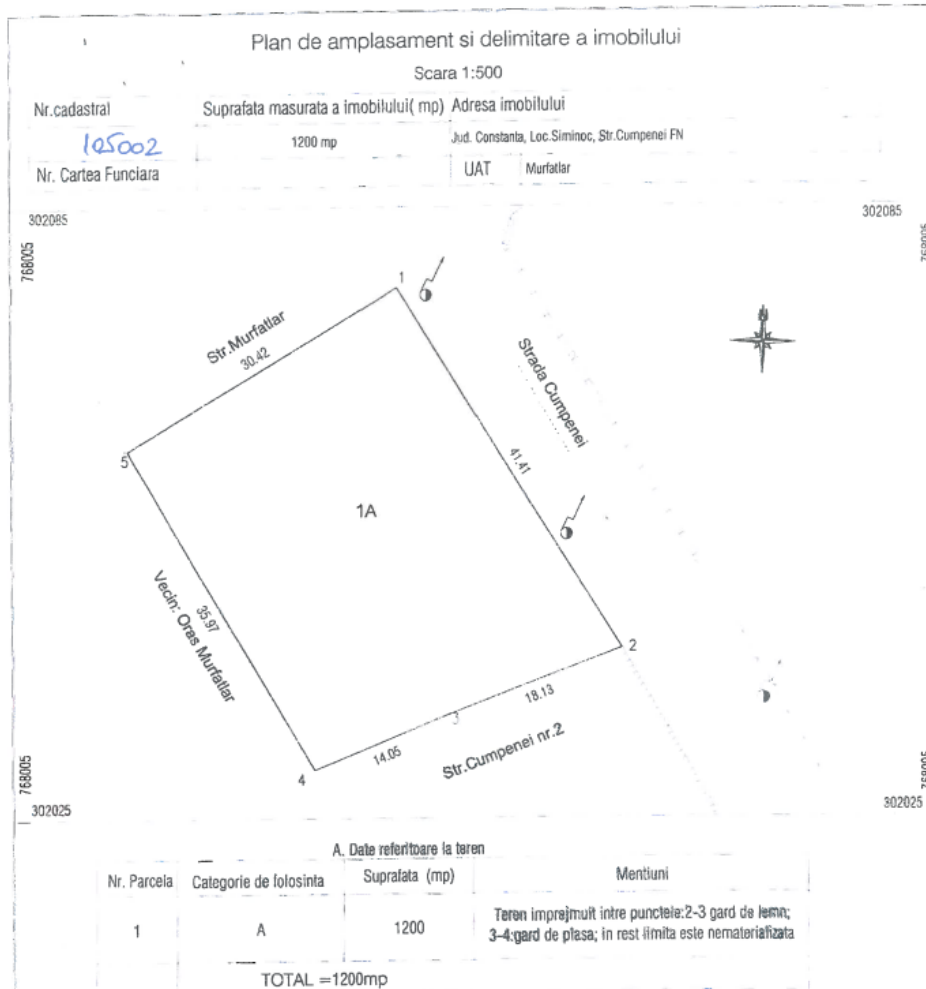 Plan de amplasament si delimitare a imobilului
Scara 1:500
Nr.cadastral Suprafata masurata a imobilului( mp) Adresa imobilului
105002 1200 mp Jud. Constanta, Loc.Siminoc, Str.Cumpenei FN
Nr. Cartea Funciara UAT Murfatlar
302085 302085
768005 768005
1
N
Str.Murfatlar
30.42
Strada Cumpenei
5
41.41
1A
Vecin: Oras Murfatlar
35.97
2
18.13
3
14.05
Str.Cumpenei nr.2
4
768005 768005
302025 302025
A. Date referitoare la teren
Nr. Parcela Categorie de folosinta Suprafata (mp) Mentiuni
1 A 1200 Teren imprejmuit intre punctele:2-3 gard de lemn;
3-4:gard de plasa; in rest limita este nematerializata
TOTAL =1200mp